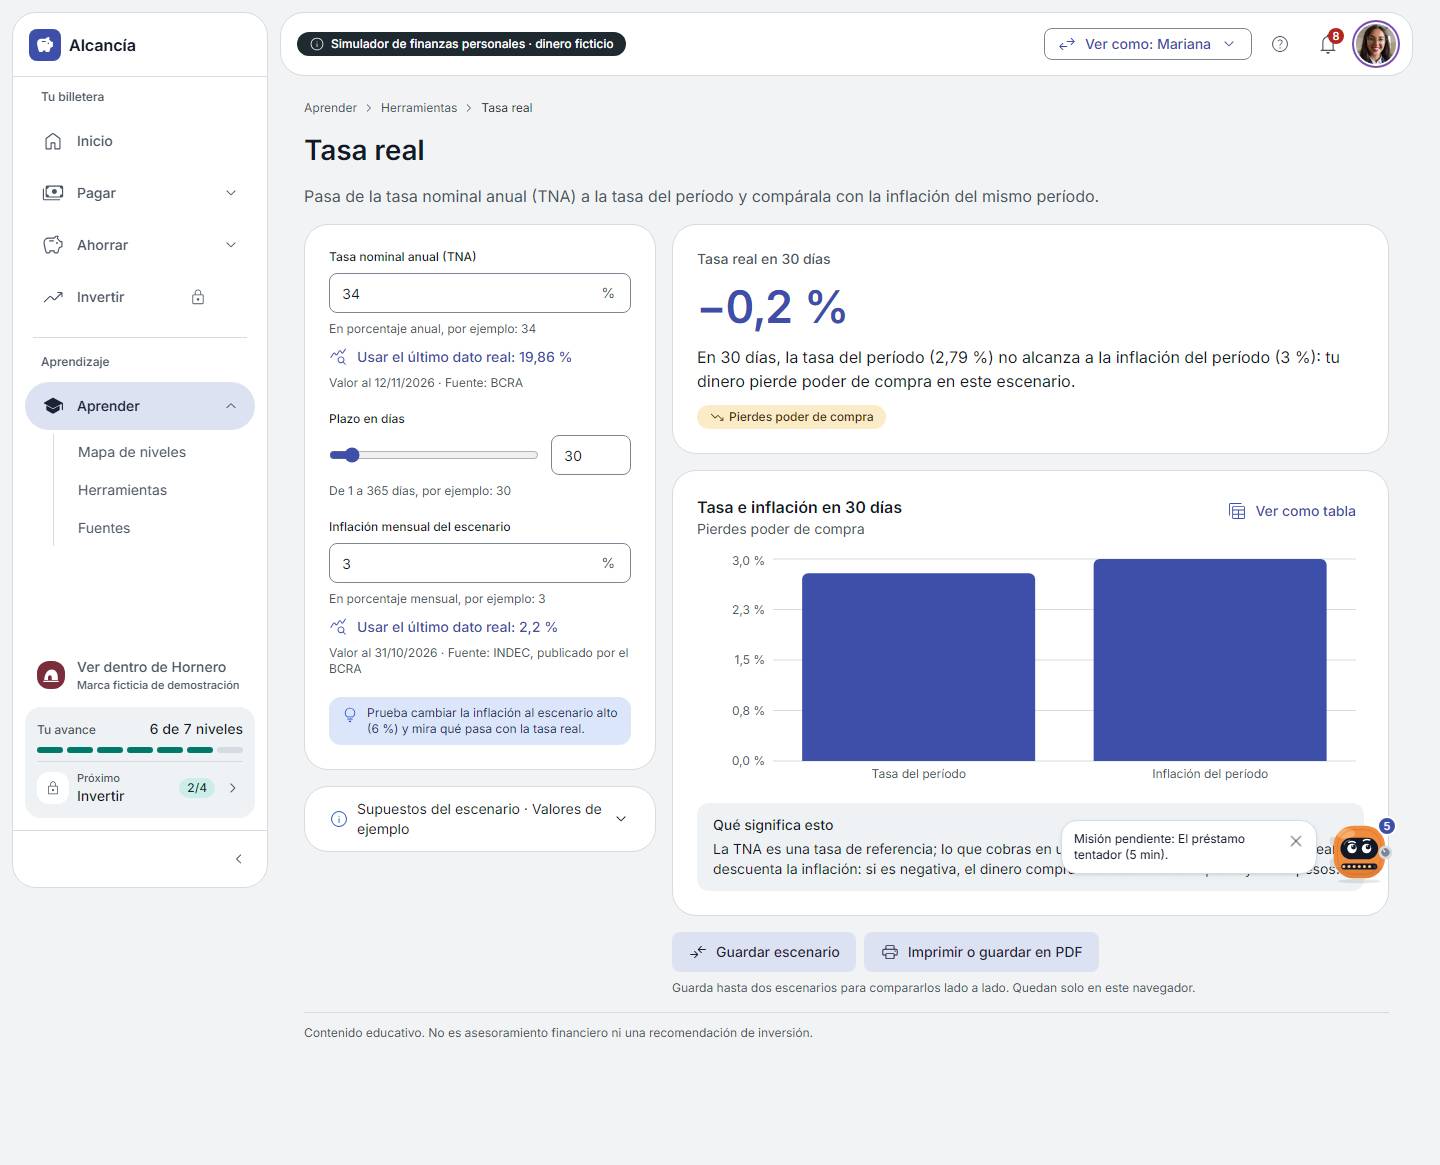 Alcancía
Simulador de finanzas personales · dinero ficticio
Ver como: Mariana
8
Tu billetera
Inicio
Pagar
Ahorrar
Invertir
Aprendizaje
Aprender
Mapa de niveles
Herramientas
Fuentes
Ver dentro de Hornero
Marca ficticia de demostración
Tu avance
6 de 7 niveles
Próximo
Invertir
2/4
Aprender
Herramientas
Tasa real
Tasa real
Pasa de la tasa nominal anual (TNA) a la tasa del período y compárala con la inflación del mismo período.
Tasa nominal anual (TNA)
34
%
En porcentaje anual, por ejemplo: 34
Usar el último dato real: 19,86 %
Valor al 12/11/2026 · Fuente: BCRA
Plazo en días
30
De 1 a 365 días, por ejemplo: 30
Inflación mensual del escenario
3
%
En porcentaje mensual, por ejemplo: 3
Usar el último dato real: 2,2 %
Valor al 31/10/2026 · Fuente: INDEC, publicado por el
BCRA
Prueba cambiar la inflación al escenario alto
(6 %) y mira qué pasa con la tasa real.
Supuestos del escenario · Valores de
ejemplo
Tasa real en 30 días
−0,2 %
En 30 días, la tasa del período (2,79 %) no alcanza a la inflación del período (3 %): tu
dinero pierde poder de compra en este escenario.
Pierdes poder de compra
Tasa e inflación en 30 días
Ver como tabla
Pierdes poder de compra
3,0 %
2,3 %
1,5 %
0,8 %
0,0 %
Tasa del período
Inflación del período
Qué significa esto
La TNA es una tasa de referencia; lo que cobras en
descuenta la inflación: si es negativa, el dinero
Misión pendiente: El préstamo
tentador (5 min).
5
Guardar escenario
Imprimir o guardar en PDF
Guarda hasta dos escenarios para compararlos lado a lado. Quedan solo en este navegador.
Contenido educativo. No es asesoramiento financiero ni una recomendación de inversión.